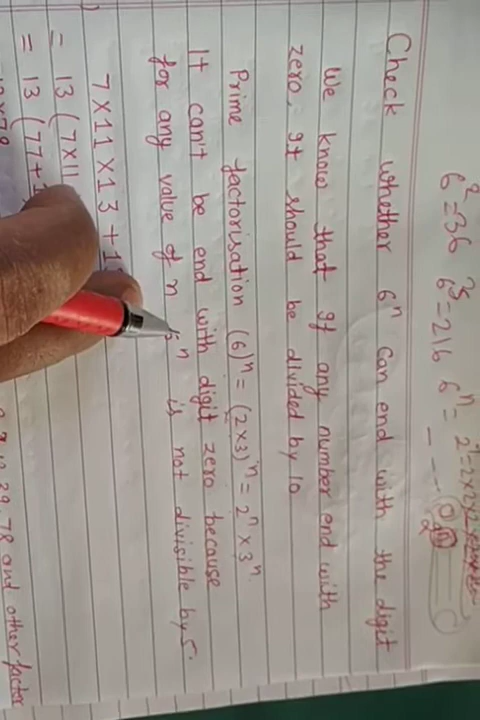 6² = 36 6³ = 216 6ⁿ =
Check whether 6ⁿ can end with the digit
We know that If any number end with
zero, It should be divided by 10
Prime factorisation (6)ⁿ = (2×3)ⁿ = 2ⁿ × 3ⁿ.
It can't be end with digit zero because
for any value of n ⁿ is not divisible by 5.
7 × 11 × 13 +
= 13 (7×11
= 13 (77+
78 and other factor